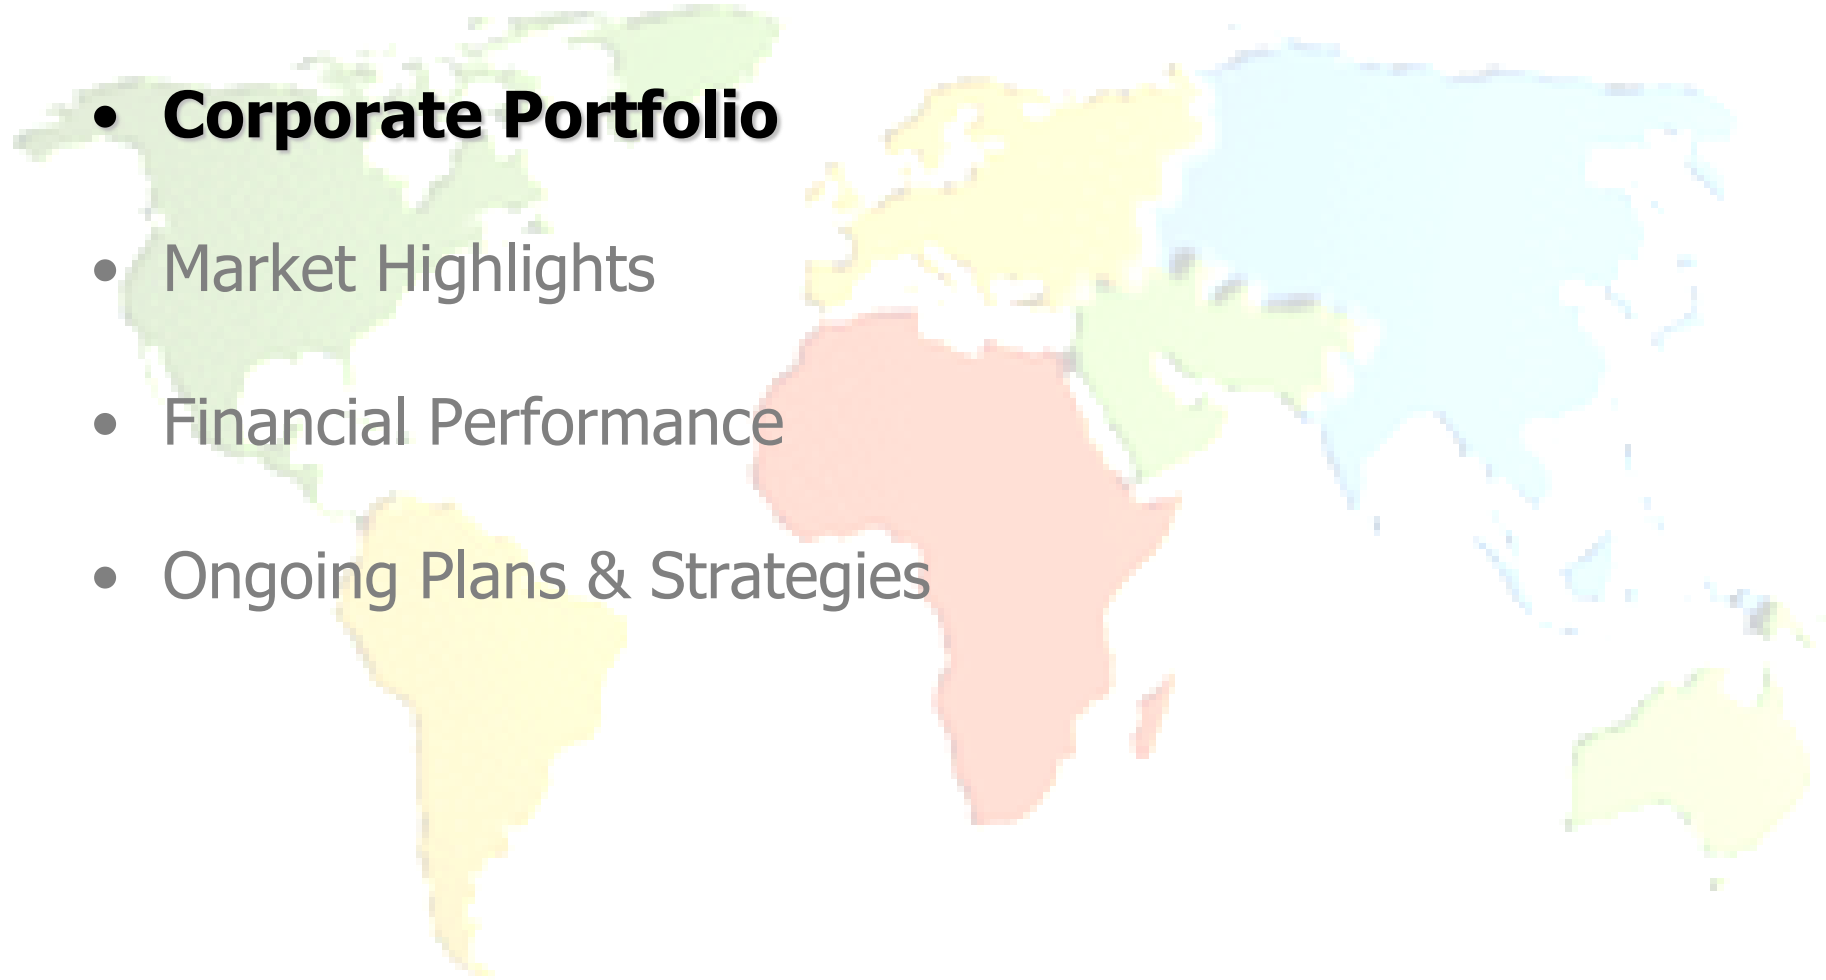 • Corporate Portfolio
• Market Highlights
• Financial Performance
• Ongoing Plans & Strategies